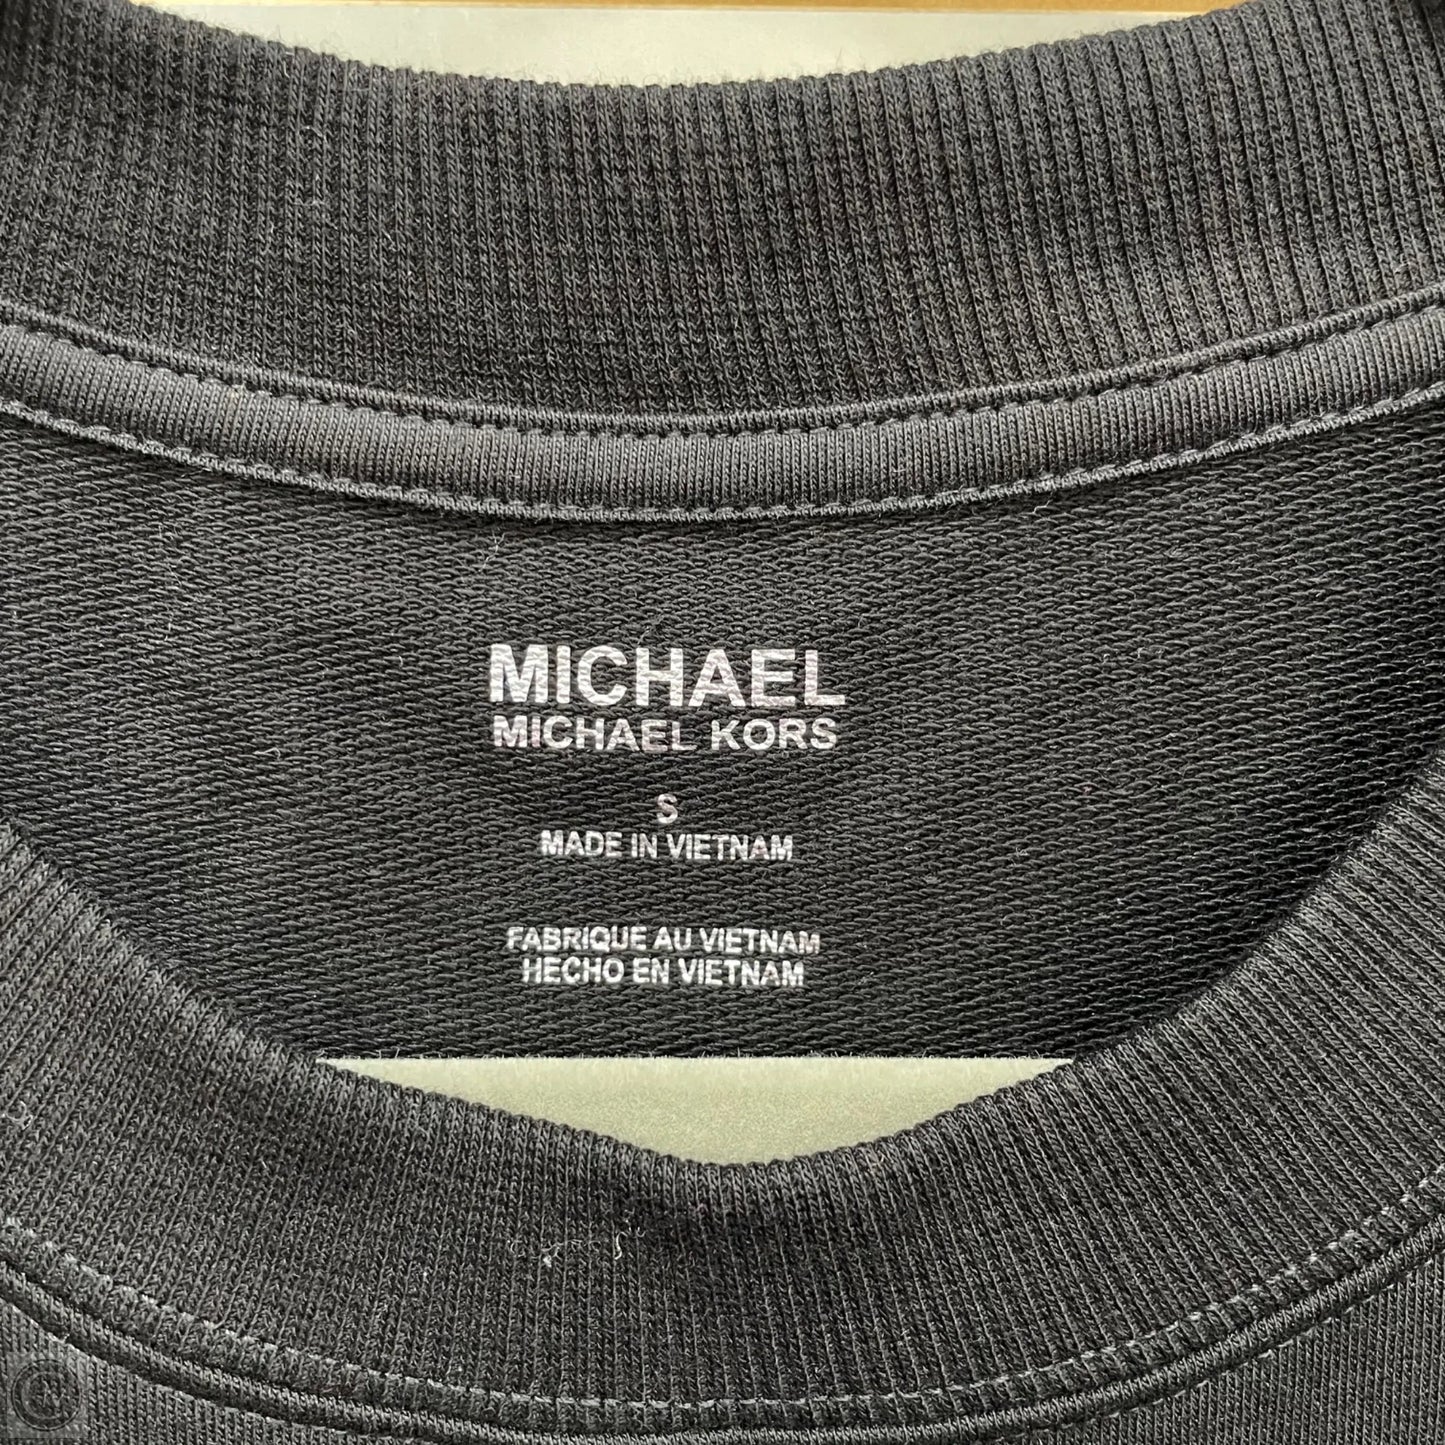 MICHAEL
MICHAEL KORS
S
MADE IN VIETNAM
FABRIQUE AU VIETNAM
HECHO EN VIETNAM